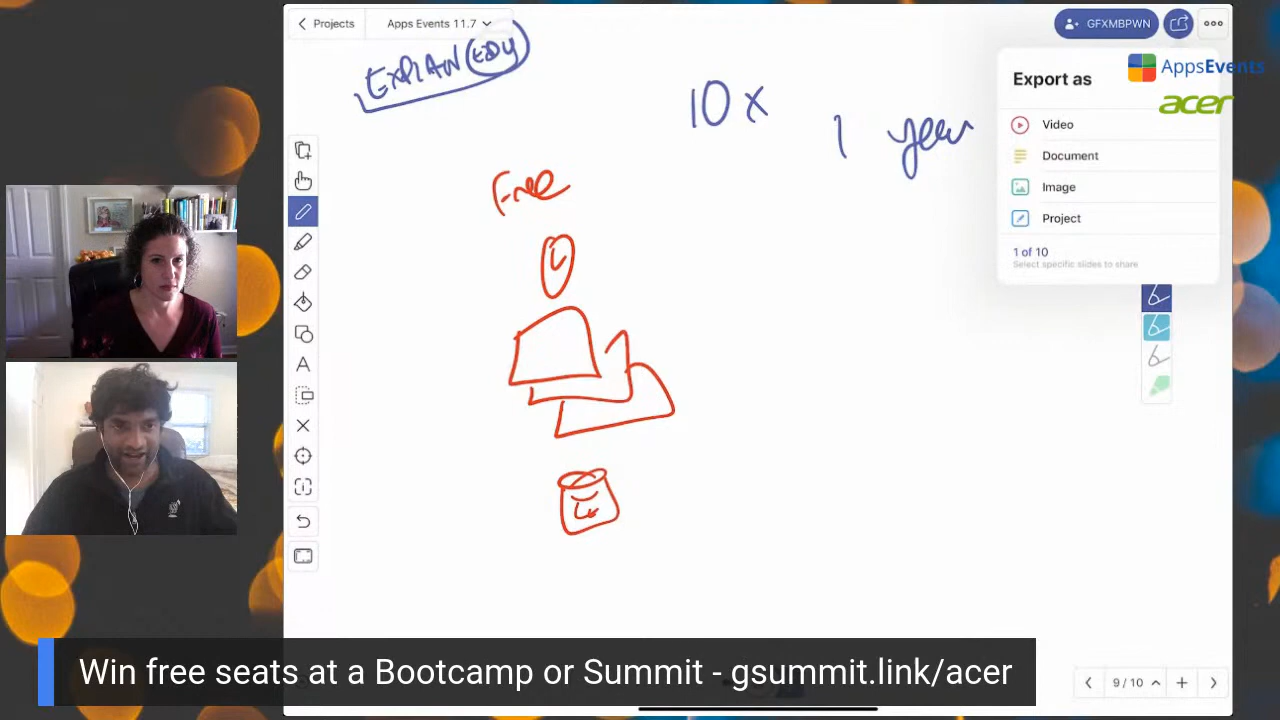 Projects
Apps Events 11.7
GFXMBPWN
EXPLAIN EDU
10 x
1 year
Free
Export as
AppsEvents
acer
Video
Document
Image
Project
1 of 10
Select specific slides to share
Win free seats at a Bootcamp or Summit - gsummit.link/acer
9 / 10